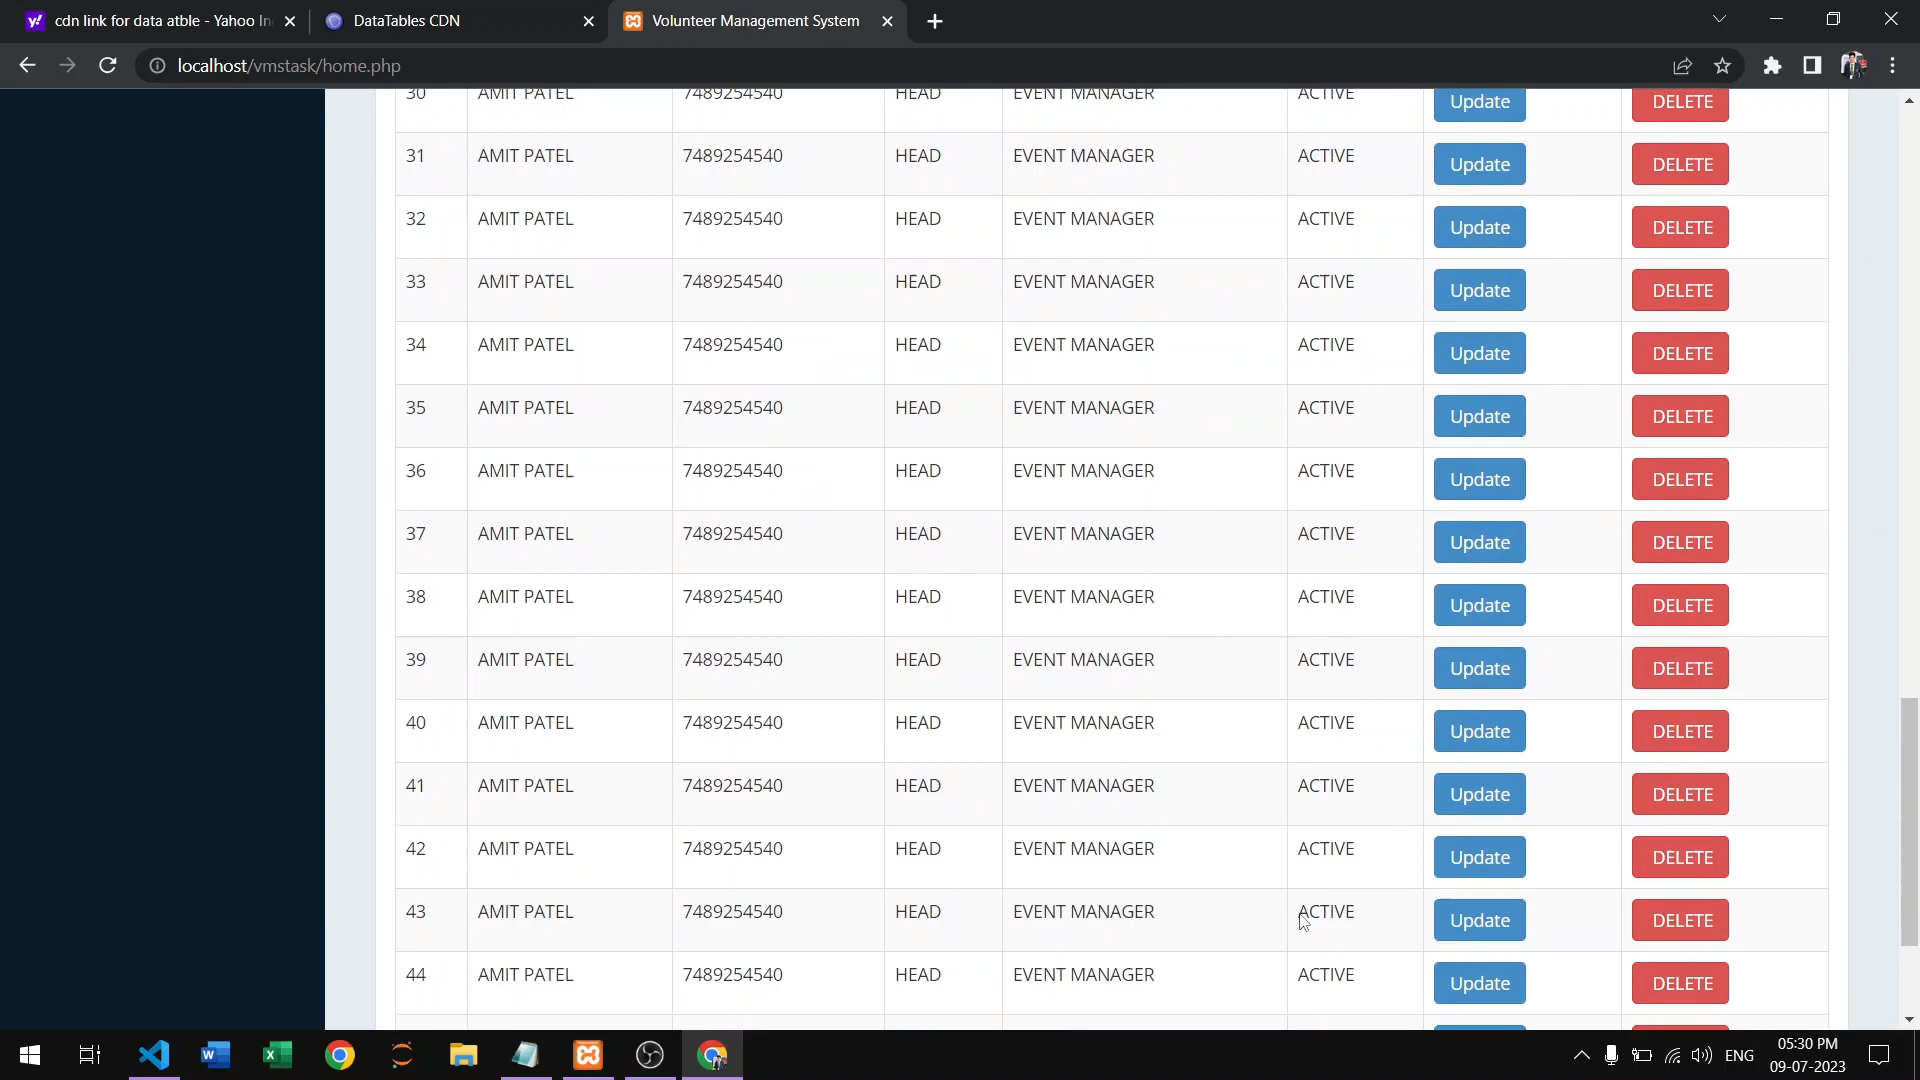 cdn link for data atble - Yahoo In
DataTables CDN
Volunteer Management System
localhost/vmstask/home.php
30 AMIT PATEL 7489254540 HEAD EVENT MANAGER ACTIVE Update DELETE
31 AMIT PATEL 7489254540 HEAD EVENT MANAGER ACTIVE Update DELETE
32 AMIT PATEL 7489254540 HEAD EVENT MANAGER ACTIVE Update DELETE
33 AMIT PATEL 7489254540 HEAD EVENT MANAGER ACTIVE Update DELETE
34 AMIT PATEL 7489254540 HEAD EVENT MANAGER ACTIVE Update DELETE
35 AMIT PATEL 7489254540 HEAD EVENT MANAGER ACTIVE Update DELETE
36 AMIT PATEL 7489254540 HEAD EVENT MANAGER ACTIVE Update DELETE
37 AMIT PATEL 7489254540 HEAD EVENT MANAGER ACTIVE Update DELETE
38 AMIT PATEL 7489254540 HEAD EVENT MANAGER ACTIVE Update DELETE
39 AMIT PATEL 7489254540 HEAD EVENT MANAGER ACTIVE Update DELETE
40 AMIT PATEL 7489254540 HEAD EVENT MANAGER ACTIVE Update DELETE
41 AMIT PATEL 7489254540 HEAD EVENT MANAGER ACTIVE Update DELETE
42 AMIT PATEL 7489254540 HEAD EVENT MANAGER ACTIVE Update DELETE
43 AMIT PATEL 7489254540 HEAD EVENT MANAGER ACTIVE Update DELETE
44 AMIT PATEL 7489254540 HEAD EVENT MANAGER ACTIVE Update DELETE
ENG
05:30 PM
09-07-2023